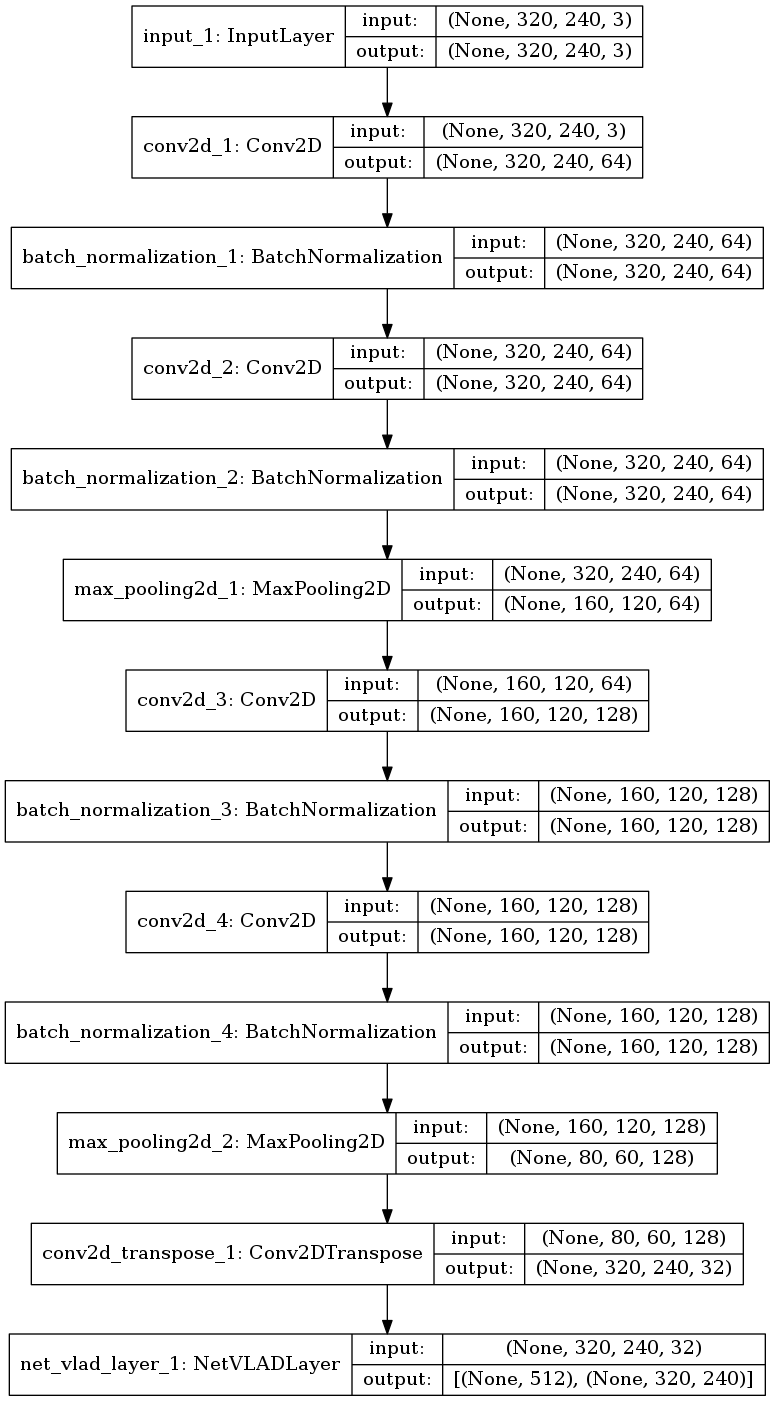 input_1: InputLayer
input: (None, 320, 240, 3)
output: (None, 320, 240, 3)
conv2d_1: Conv2D
input: (None, 320, 240, 3)
output: (None, 320, 240, 64)
batch_normalization_1: BatchNormalization
input: (None, 320, 240, 64)
output: (None, 320, 240, 64)
conv2d_2: Conv2D
input: (None, 320, 240, 64)
output: (None, 320, 240, 64)
batch_normalization_2: BatchNormalization
input: (None, 320, 240, 64)
output: (None, 320, 240, 64)
max_pooling2d_1: MaxPooling2D
input: (None, 320, 240, 64)
output: (None, 160, 120, 64)
conv2d_3: Conv2D
input: (None, 160, 120, 64)
output: (None, 160, 120, 128)
batch_normalization_3: BatchNormalization
input: (None, 160, 120, 128)
output: (None, 160, 120, 128)
conv2d_4: Conv2D
input: (None, 160, 120, 128)
output: (None, 160, 120, 128)
batch_normalization_4: BatchNormalization
input: (None, 160, 120, 128)
output: (None, 160, 120, 128)
max_pooling2d_2: MaxPooling2D
input: (None, 160, 120, 128)
output: (None, 80, 60, 128)
conv2d_transpose_1: Conv2DTranspose
input: (None, 80, 60, 128)
output: (None, 320, 240, 32)
net_vlad_layer_1: NetVLADLayer
input: (None, 320, 240, 32)
output: [(None, 512), (None, 320, 240)]